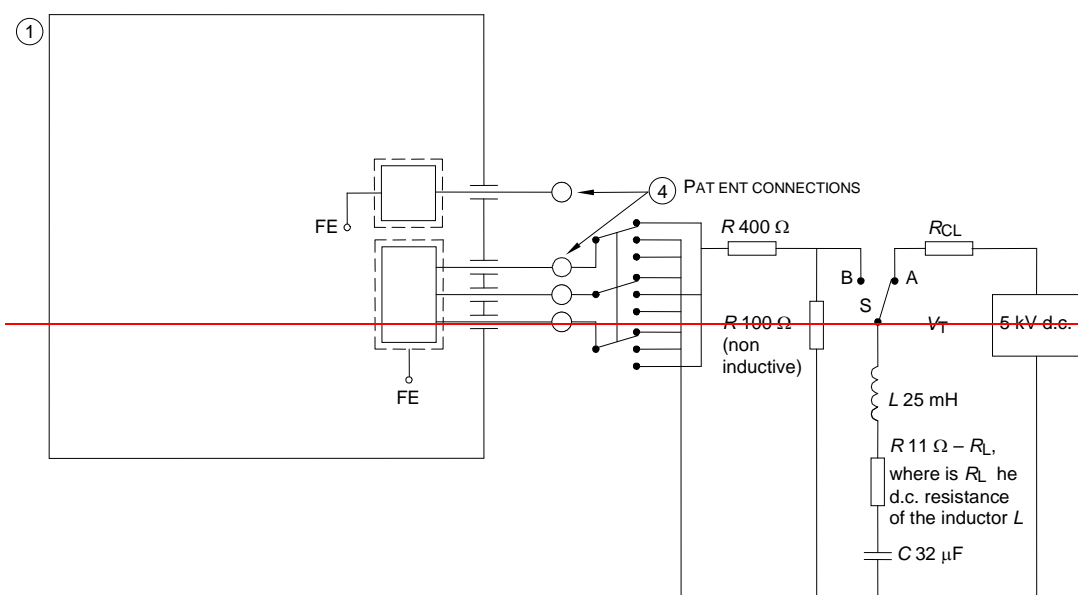 1
4 PAT ENT CONNECTIONS
FE
R 400 Ω
RCL
B
A
S
R 100 Ω
(non
inductive)
VT
5 kV d.c.
FE
L 25 mH
R 11 Ω – RL,
where is RL he
d.c. resistance
of the inductor L
C 32 μF